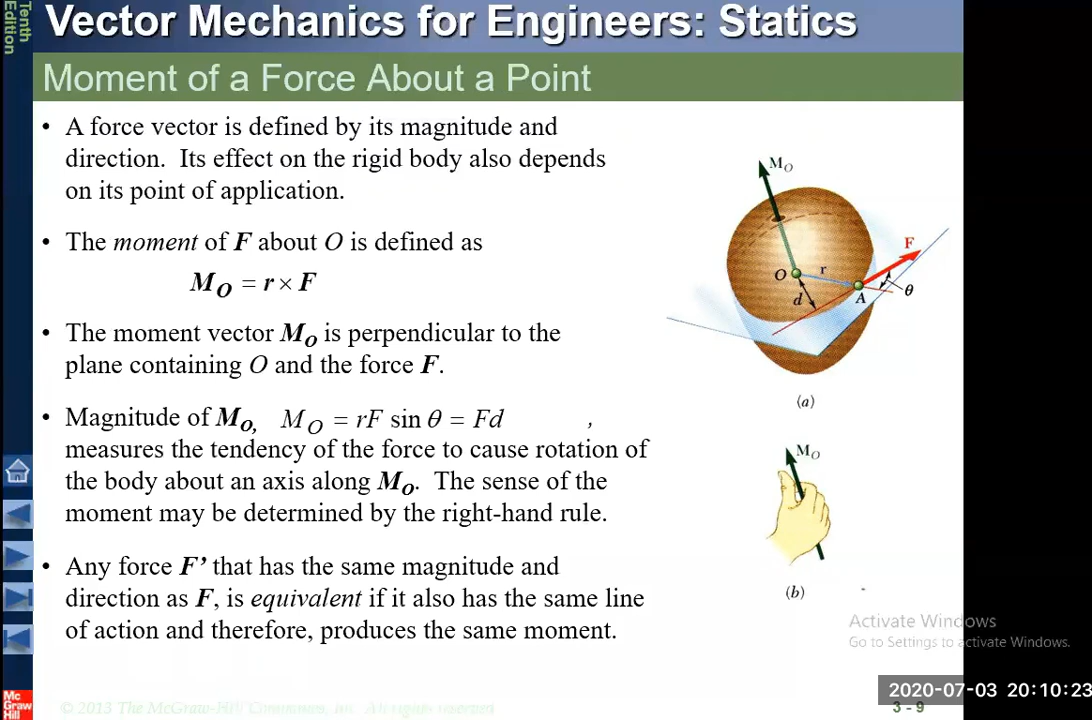 Tenth
Edition
Vector Mechanics for Engineers: Statics
Moment of a Force About a Point
• A force vector is defined by its magnitude and
direction. Its effect on the rigid body also depends
on its point of application.
• The moment of F about O is defined as
M_O = r × F
• The moment vector M_O is perpendicular to the
plane containing O and the force F.
• Magnitude of M_O, M_O = rF sin θ = Fd ,
measures the tendency of the force to cause rotation of
the body about an axis along M_O. The sense of the
moment may be determined by the right-hand rule.
• Any force F’ that has the same magnitude and
direction as F, is equivalent if it also has the same line
of action and therefore, produces the same moment.
M_O
F
O
r
θ
d
A
(a)
M_O
(b)
Activate Windows
Go to Settings to activate Windows.
2020-07-03 20:10:23
Mc
Graw
Hill
© 2013 The McGraw-Hill Companies, Inc. All rights reserved
3 - 9